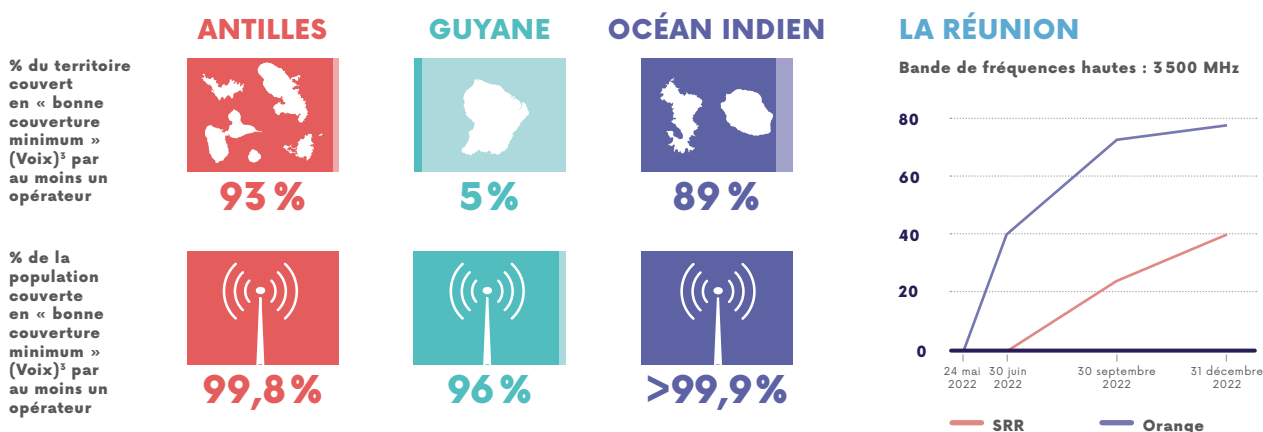 ANTILLES
GUYANE
OCÉAN INDIEN
% du territoire
couvert
en « bonne
couverture
minimum »
(Voix)³ par
au moins un
opérateur
93 %
5 %
89 %
% de la
population
couverte
en « bonne
couverture
minimum »
(Voix)³ par
au moins un
opérateur
99,8 %
96 %
>99,9 %
LA RÉUNION
Bande de fréquences hautes : 3 500 MHz
80
60
40
20
0
24 mai
2022
30 juin
2022
30 septembre
2022
31 décembre
2022
SRR
Orange